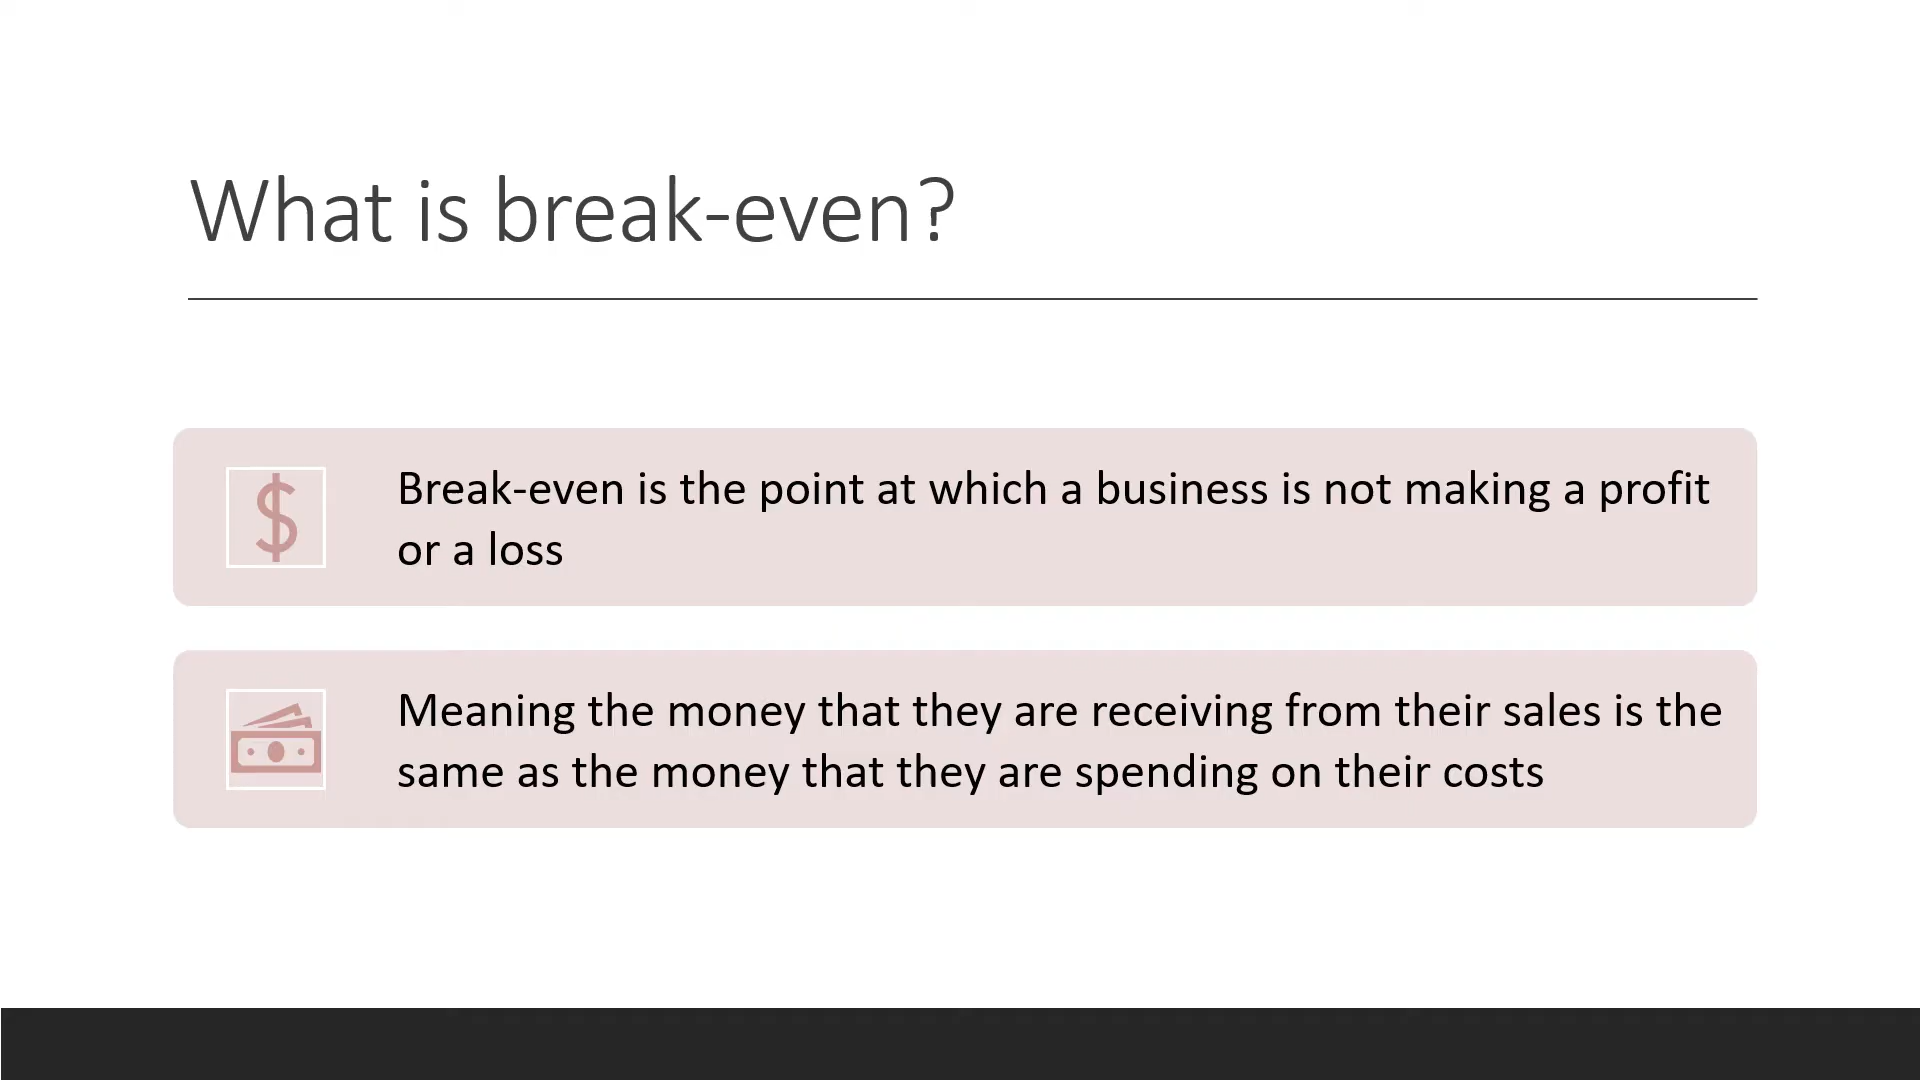 What is break-even?
Break-even is the point at which a business is not making a profit
or a loss
Meaning the money that they are receiving from their sales is the
same as the money that they are spending on their costs